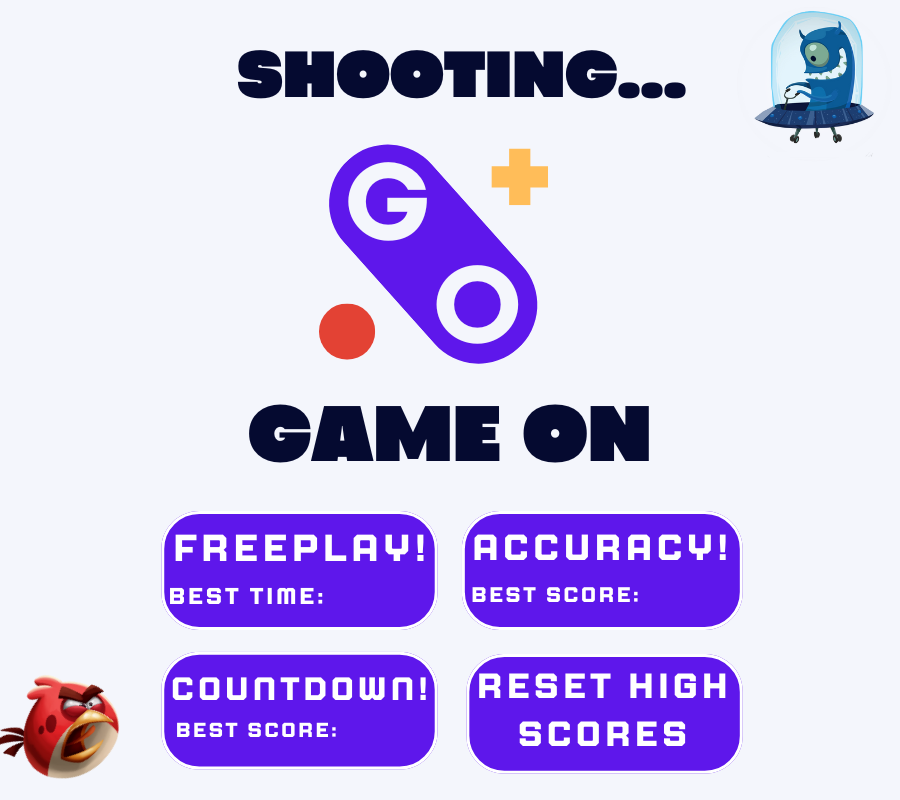 SHOOTING...
G
O
GAME ON
FREEPLAY!
BEST TIME:
ACCURACY!
BEST SCORE:
COUNTDOWN!
BEST SCORE:
RESET HIGH
SCORES